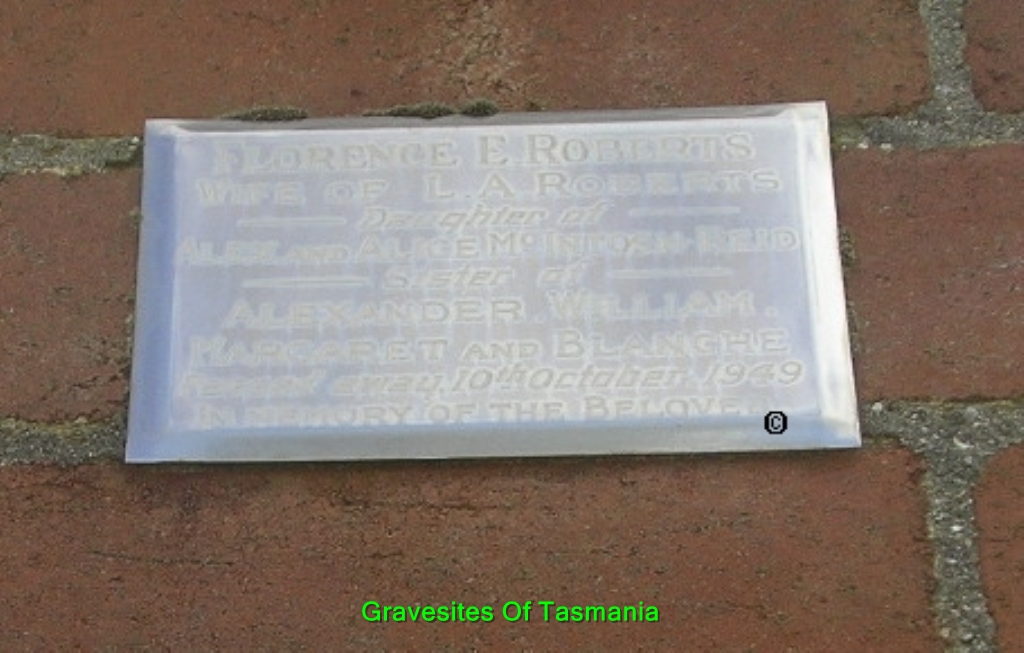 FLORENCE E. ROBERTS
WIFE OF L.A. ROBERTS
Daughter of
AND ALICE MCINTOSH REID
Sister of
ALEXANDER. WILLIAM.
MARGARET AND BLANCHE
Passed away. 10th October. 1949
IN MEMORY OF THE BELOVED
©
Gravesites Of Tasmania